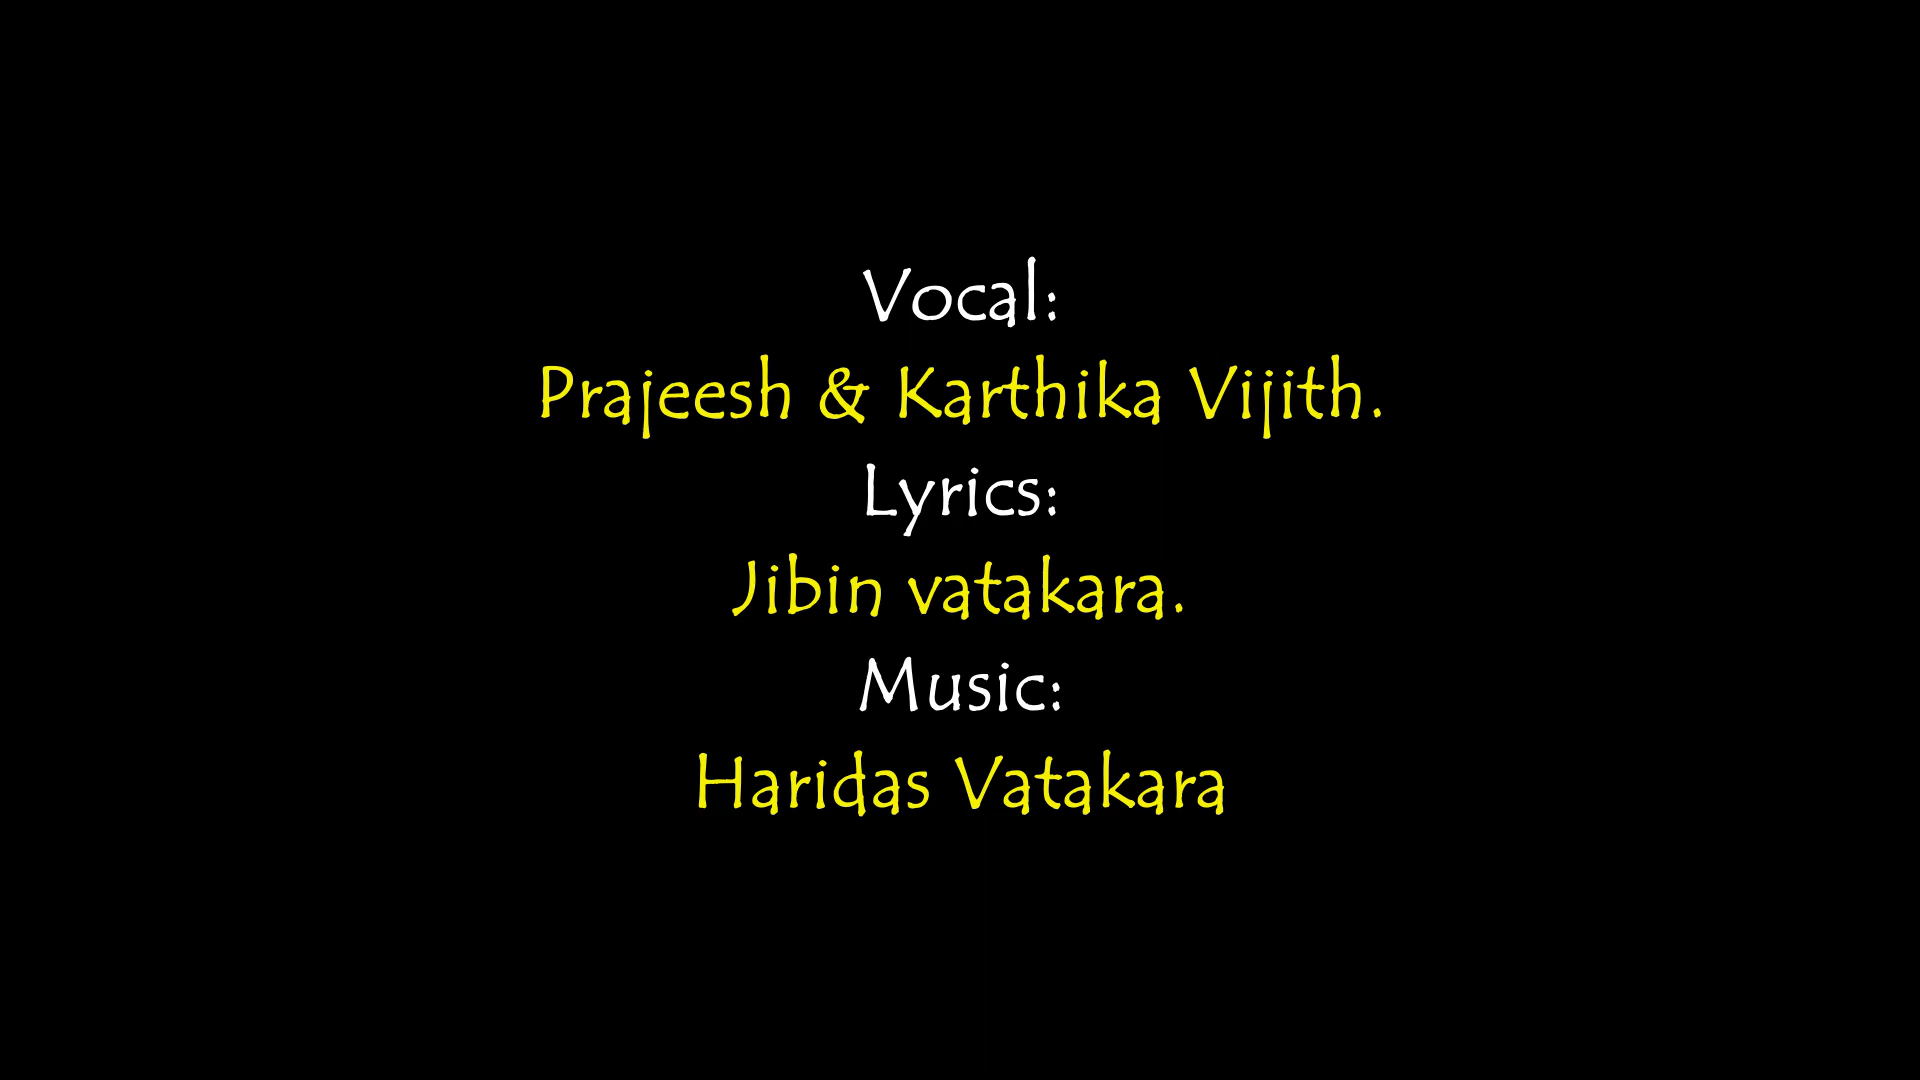 Vocal:
Prajeesh & Karthika Vijith.
Lyrics:
Jibin vatakara.
Music:
Haridas Vatakara